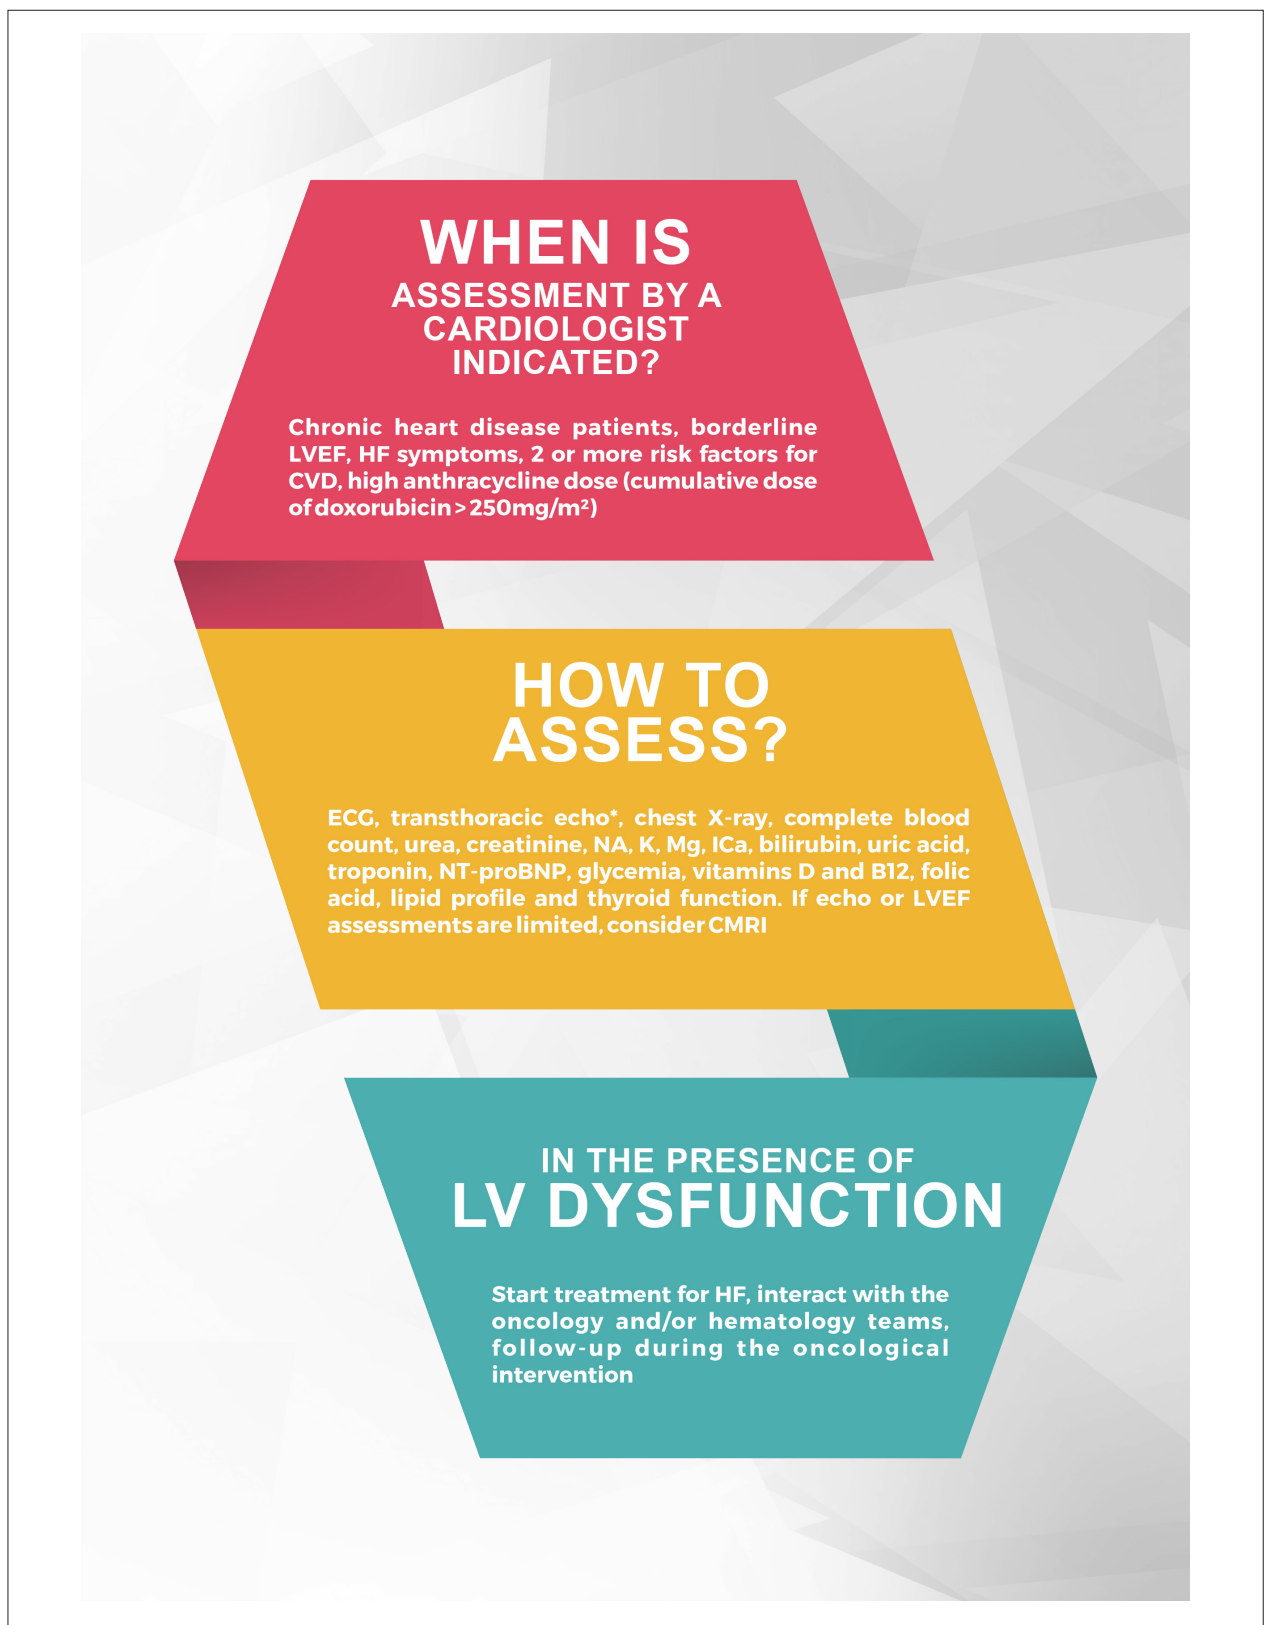 WHEN IS
ASSESSMENT BY A
CARDIOLOGIST
INDICATED?
Chronic heart disease patients, borderline
LVEF, HF symptoms, 2 or more risk factors for
CVD, high anthracycline dose (cumulative dose
of doxorubicin > 250mg/m²)
HOW TO
ASSESS?
ECG, transthoracic echo*, chest X-ray, complete blood
count, urea, creatinine, NA, K, Mg, ICa, bilirubin, uric acid,
troponin, NT-proBNP, glycemia, vitamins D and B12, folic
acid, lipid profile and thyroid function. If echo or LVEF
assessments are limited, consider CMRI
IN THE PRESENCE OF
LV DYSFUNCTION
Start treatment for HF, interact with the
oncology and/or hematology teams,
follow-up during the oncological
intervention